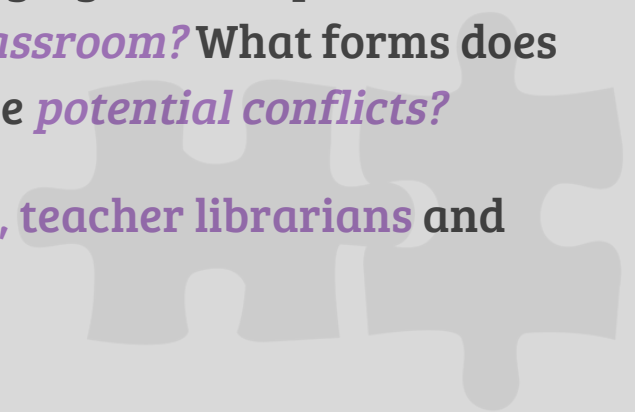 assroom? What forms does
e potential conflicts?
, teacher librarians and